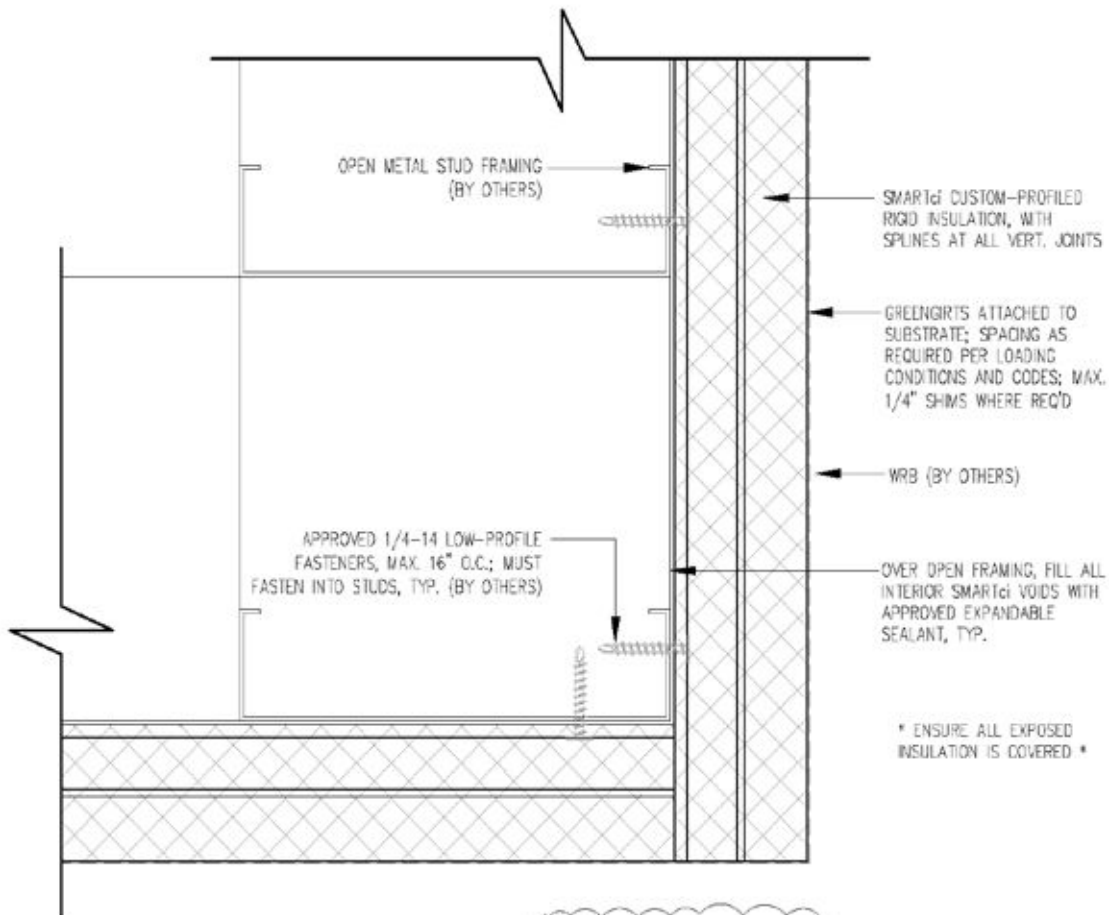 OPEN METAL STUD FRAMING
(BY OTHERS)
SMARTci CUSTOM-PROFILED
RIGID INSULATION, WITH
SPLINES AT ALL VERT. JOINTS
GREENGIRTS ATTACHED TO
SUBSTRATE; SPACING AS
REQUIRED PER LOADING
CONDITIONS AND CODES; MAX.
1/4" SHIMS WHERE REQ'D
WRB (BY OTHERS)
APPROVED 1/4-14 LOW-PROFILE
FASTENERS, MAX. 16" O.C.; MUST
FASTEN INTO STUDS, TYP. (BY OTHERS)
OVER OPEN FRAMING, FILL ALL
INTERIOR SMARTci VOIDS WITH
APPROVED EXPANDABLE
SEALANT, TYP.
* ENSURE ALL EXPOSED
INSULATION IS COVERED *